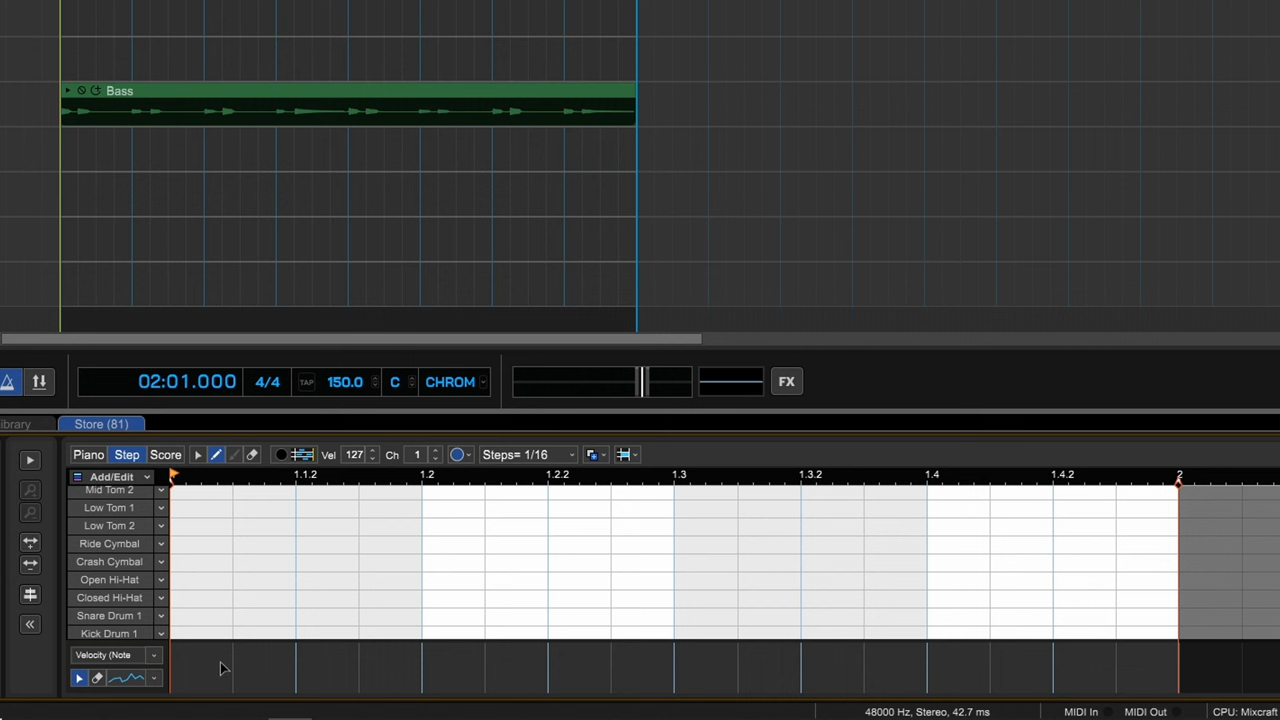 Bass
02:01.000 4/4 TAP 150.0 C CHROM FX
ibrary Store (81)
Piano Step Score Vel 127 Ch 1 Steps= 1/16
Add/Edit 1.1.2 1.2 1.2.2 1.3 1.3.2 1.4 1.4.2 2
Mid Tom 2
Low Tom 1
Low Tom 2
Ride Cymbal
Crash Cymbal
Open Hi-Hat
Closed Hi-Hat
Snare Drum 1
Kick Drum 1
Velocity (Note
48000 Hz, Stereo, 42.7 ms MIDI In MIDI Out CPU: Mixcraft